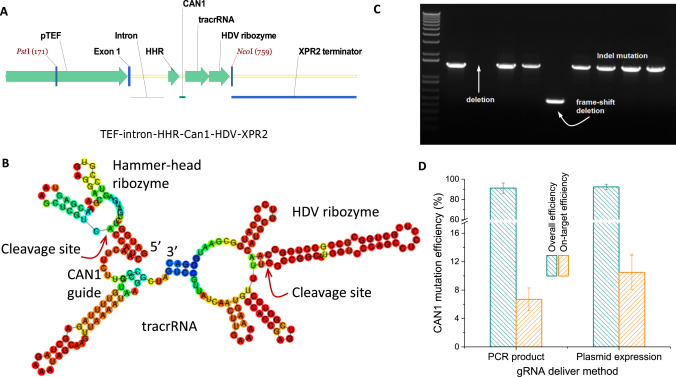 A
CAN1
tracrRNA
pTEF
Intron
HDV ribozyme
PstI (171)
Exon 1
HHR
NcoI (759)
XPR2 terminator
TEF-intron-HHR-Can1-HDV-XPR2
B
Hammer-head
ribozyme
HDV ribozyme
Cleavage site
5’
3’
CAN1
guide
Cleavage site
tracrRNA
C
Indel mutation
deletion
frame-shift
deletion
D
CAN1 mutation efficiency (%)
100
90
80
60
12
8
4
0
Overall efficiency
On-target efficiency
PCR product
Plasmid expression
gRNA deliver method